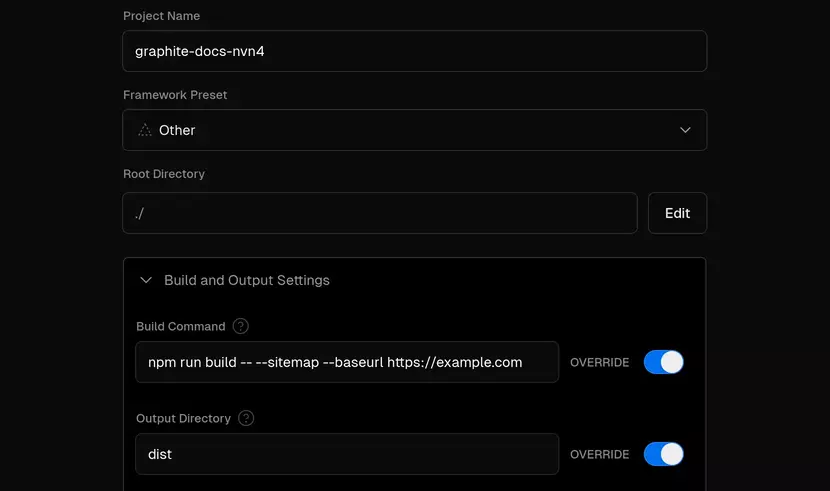 Project Name
graphite-docs-nvn4
Framework Preset
Other
Root Directory
./
Edit
Build and Output Settings
Build Command ?
npm run build -- --sitemap --baseurl https://example.com
OVERRIDE
Output Directory ?
dist
OVERRIDE